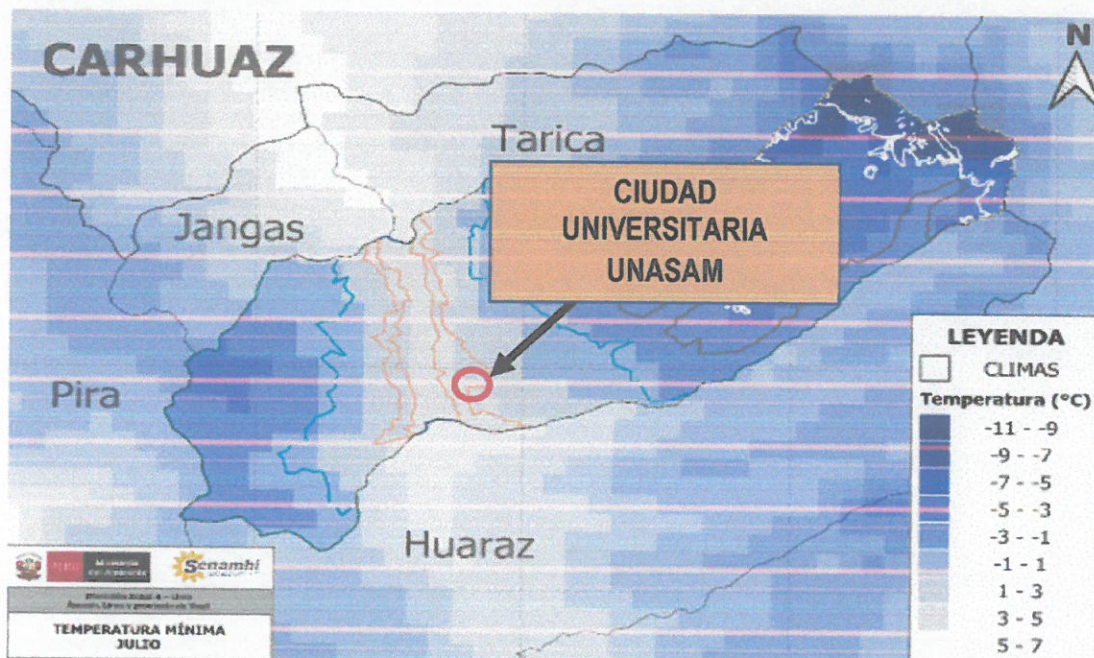 CARHUAZ
N
Tarica
CIUDAD
UNIVERSITARIA
UNASAM
Jangas
Pira
Huaraz
LEYENDA
CLIMAS
Temperatura (°C)
-11 - -9
-9 - -7
-7 - -5
-5 - -3
-3 - -1
-1 - 1
1 - 3
3 - 5
5 - 7
PERÚ
Senamhi
TEMPERATURA MÍNIMA
JULIO